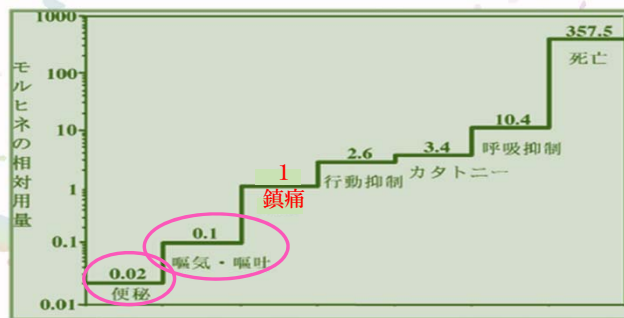 モルヒネの相対用量
1000
100
10
1
0.1
0.01
0.02
便秘
0.1
嘔気・嘔吐
1
鎮痛
2.6
行動抑制
3.4
カタトニー
10.4
呼吸抑制
357.5
死亡